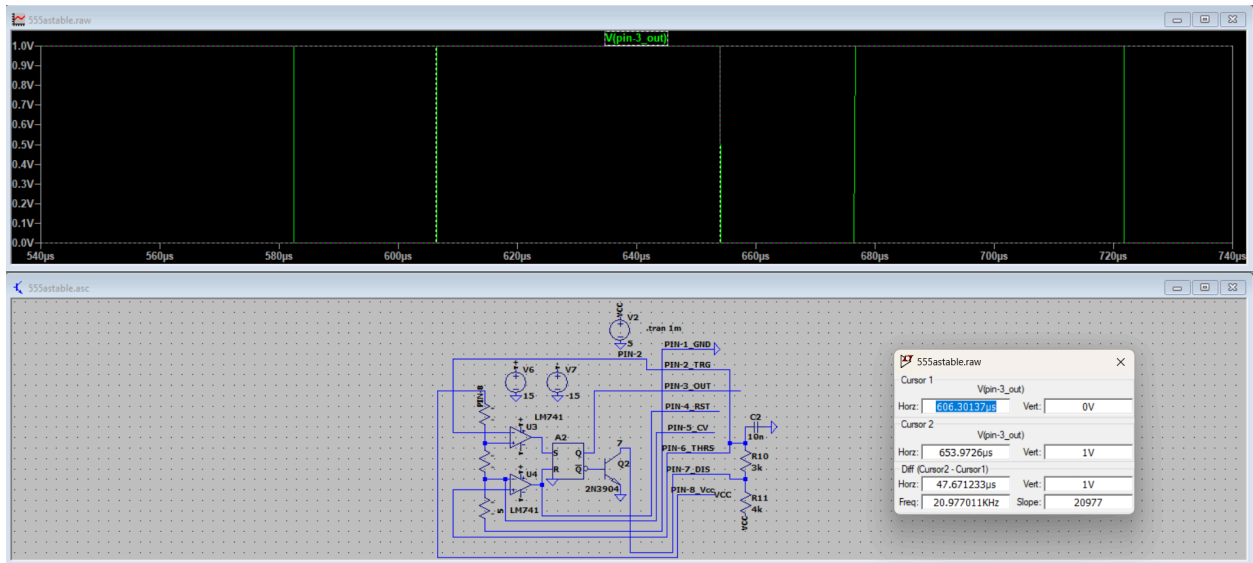 555astable.raw
V(pin-3_out)
1.0V
0.9V
0.8V
0.7V
0.6V
0.5V
0.4V
0.3V
0.2V
0.1V
0.0V
540µs 560µs 580µs 600µs 620µs 640µs 660µs 680µs 700µs 720µs 740µs
555astable.asc
VCC
V2
.tran 1m
5
PIN-1_GND
PIN-2
PIN-2_TRG
V6
V7
15
-15
PIN-3_OUT
PIN-8
PIN-4_RST
LM741
U3
C2
10n
PIN-5_CV
A2
S Q
R Q
7
Q2
PIN-6_THRS
R10
3k
PIN-7_DIS
U4
2N3904
PIN-8_Vcc
VCC
R11
4k
5
LM741
VCC
555astable.raw
Cursor 1
V(pin-3_out)
Horz: 606.30137µs Vert: 0V
Cursor 2
V(pin-3_out)
Horz: 653.9726µs Vert: 1V
Diff (Cursor2 - Cursor1)
Horz: 47.671233µs Vert: 1V
Freq: 20.977011KHz Slope: 20977